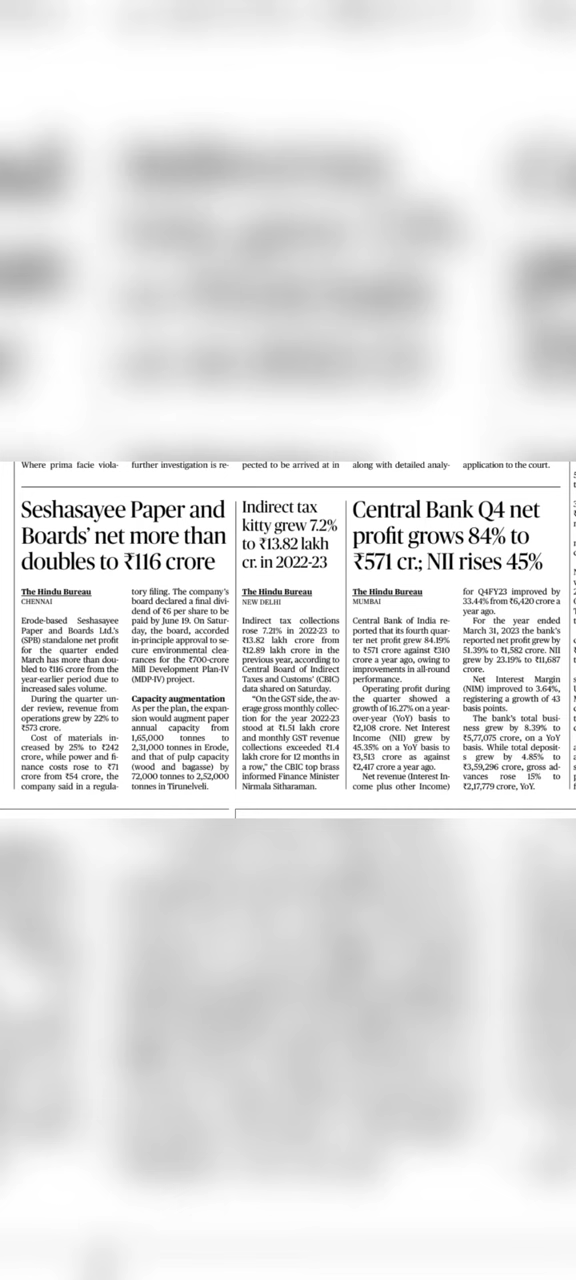 Where prima facie viola-
further investigation is re-
pected to be arrived at in
along with detailed analy-
application to the court.
Seshasayee Paper and
Boards' net more than
doubles to ₹116 crore
The Hindu Bureau
CHENNAI
Erode-based Seshasayee
Paper and Boards Ltd.'s
(SPB) standalone net profit
for the quarter ended
March has more than dou-
bled to ₹116 crore from the
year-earlier period due to
increased sales volume.
During the quarter un-
der review, revenue from
operations grew by 22% to
₹573 crore.
Cost of materials in-
creased by 25% to ₹242
crore, while power and fi-
nance costs rose to ₹71
crore from ₹54 crore, the
company said in a regula-
tory filing. The company's
board declared a final divi-
dend of ₹6 per share to be
paid by June 19. On Satur-
day, the board, accorded
in-principle approval to se-
cure environmental clea-
rances for the ₹700-crore
Mill Development Plan-IV
(MDP-IV) project.
Capacity augmentation
As per the plan, the expan-
sion would augment paper
annual capacity from
1,65,000 tonnes to
2,31,000 tonnes in Erode,
and that of pulp capacity
(wood and bagasse) by
72,000 tonnes to 2,52,000
tonnes in Tirunelveli.
Indirect tax
kitty grew 7.2%
to ₹13.82 lakh
cr. in 2022-23
The Hindu Bureau
NEW DELHI
Indirect tax collections
rose 7.21% in 2022-23 to
₹13.82 lakh crore from
₹12.89 lakh crore in the
previous year, according to
Central Board of Indirect
Taxes and Customs' (CBIC)
data shared on Saturday.
"On the GST side, the av-
erage gross monthly collec-
tion for the year 2022-23
stood at ₹1.51 lakh crore
and monthly GST revenue
collections exceeded ₹1.4
lakh crore for 12 months in
a row," the CBIC top brass
informed Finance Minister
Nirmala Sitharaman.
Central Bank Q4 net
profit grows 84% to
₹571 cr.; NII rises 45%
The Hindu Bureau
MUMBAI
Central Bank of India re-
ported that its fourth quar-
ter net profit grew 84.19%
to ₹571 crore against ₹310
crore a year ago, owing to
improvements in all-round
performance.
Operating profit during
the quarter showed a
growth of 16.27% on a year-
over-year (YoY) basis to
₹2,108 crore. Net Interest
Income (NII) grew by
45.35% on a YoY basis to
₹3,513 crore as against
₹2,417 crore a year ago.
Net revenue (Interest In-
come plus other Income)
for Q4FY23 improved by
33.44% from ₹6,420 crore a
year ago.
For the year ended
March 31, 2023 the bank's
reported net profit grew by
51.39% to ₹1,582 crore. NII
grew by 23.19% to ₹11,687
crore.
Net Interest Margin
(NIM) improved to 3.64%,
registering a growth of 43
basis points.
The bank's total busi-
ness grew by 8.39% to
₹5,77,075 crore, on a YoY
basis. While total deposit-
s grew by 4.85% to
₹3,59,296 crore, gross ad-
vances rose 15% to
₹2,17,779 crore, YoY.